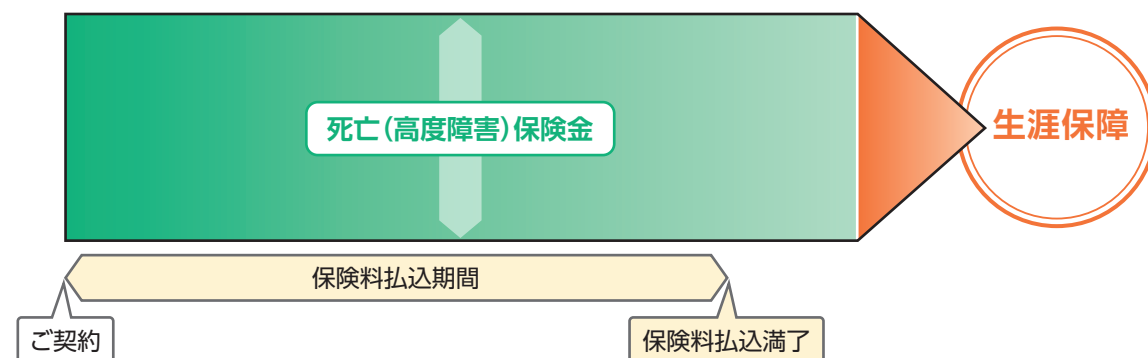 死亡(高度障害)保険金
生涯保障
保険料払込期間
ご契約
保険料払込満了